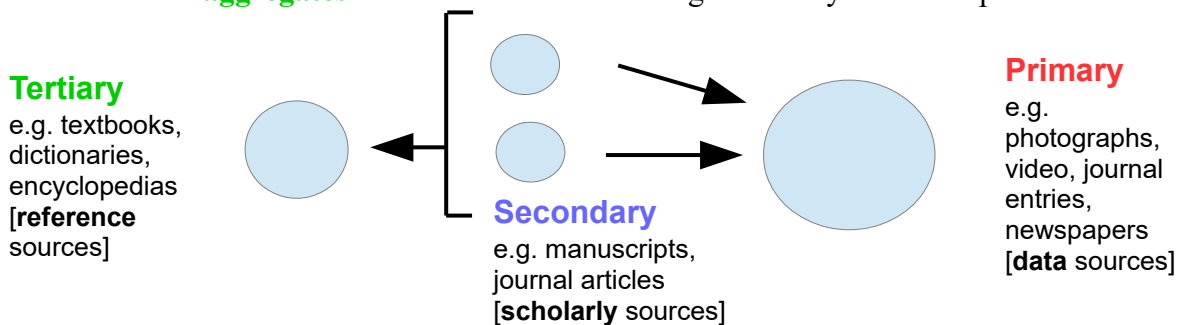 Tertiary
e.g. textbooks,
dictionaries,
encyclopedias
[reference
sources]
Secondary
e.g. manuscripts,
journal articles
[scholarly sources]
Primary
e.g.
photographs,
video, journal
entries,
newspapers
[data sources]